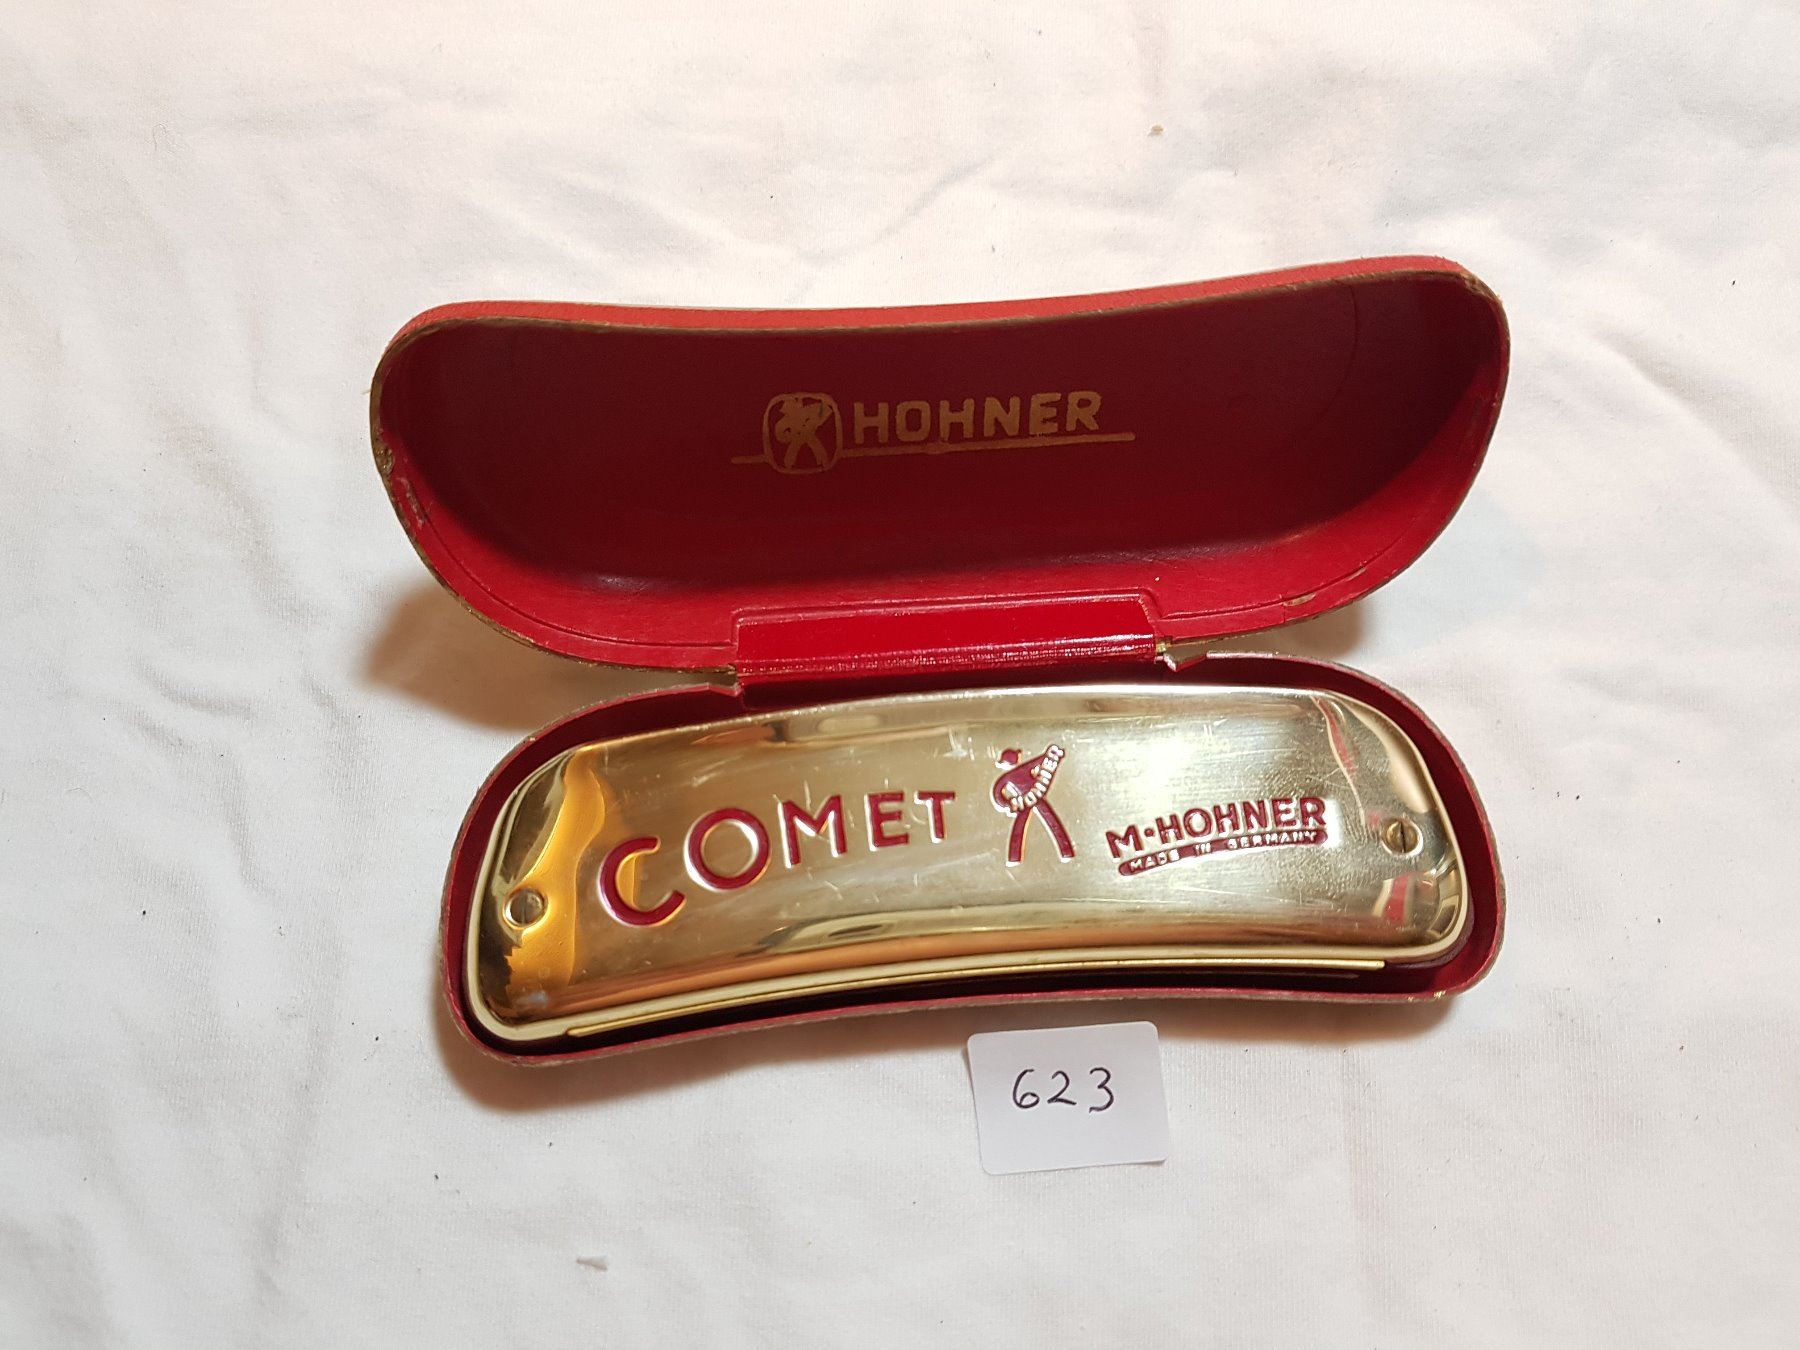 HOHNER
COMET
HOHNER
M·HOHNER
MADE IN GERMANY
623